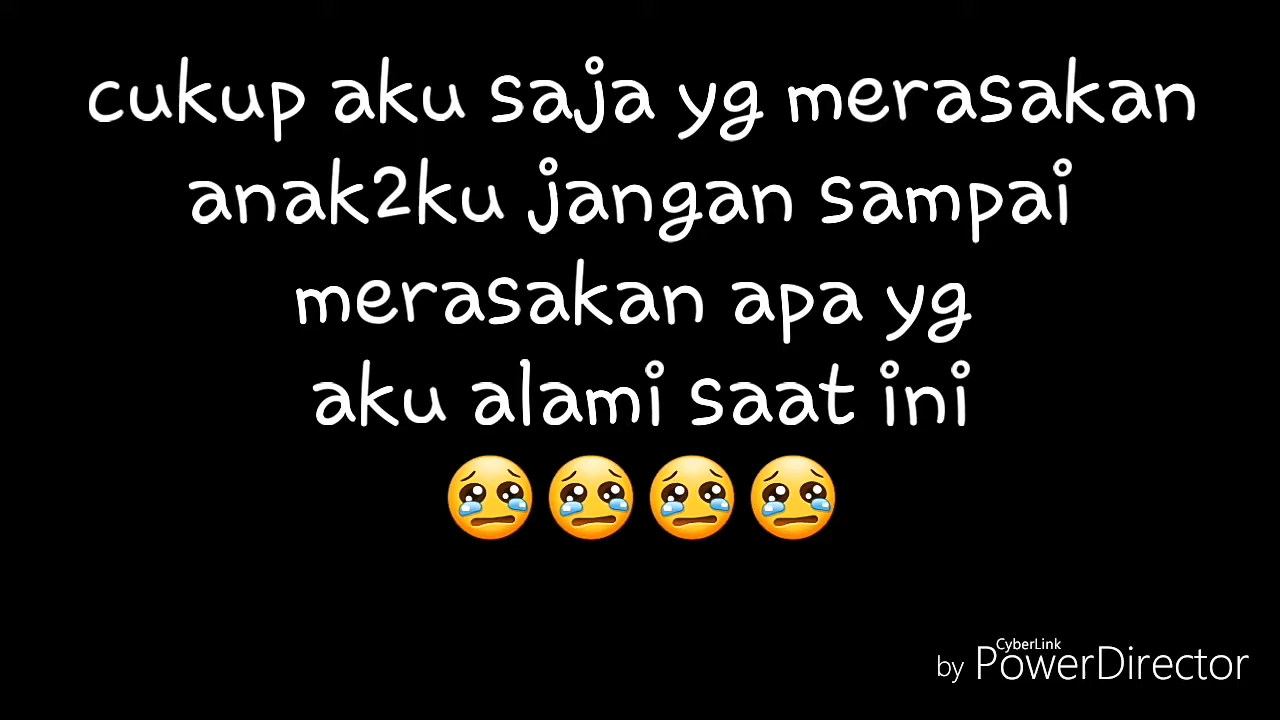 cukup aku saja yg merasakan
anak2ku jangan sampai
merasakan apa yg
aku alami saat ini
😢😢😢😢
by CyberLink PowerDirector